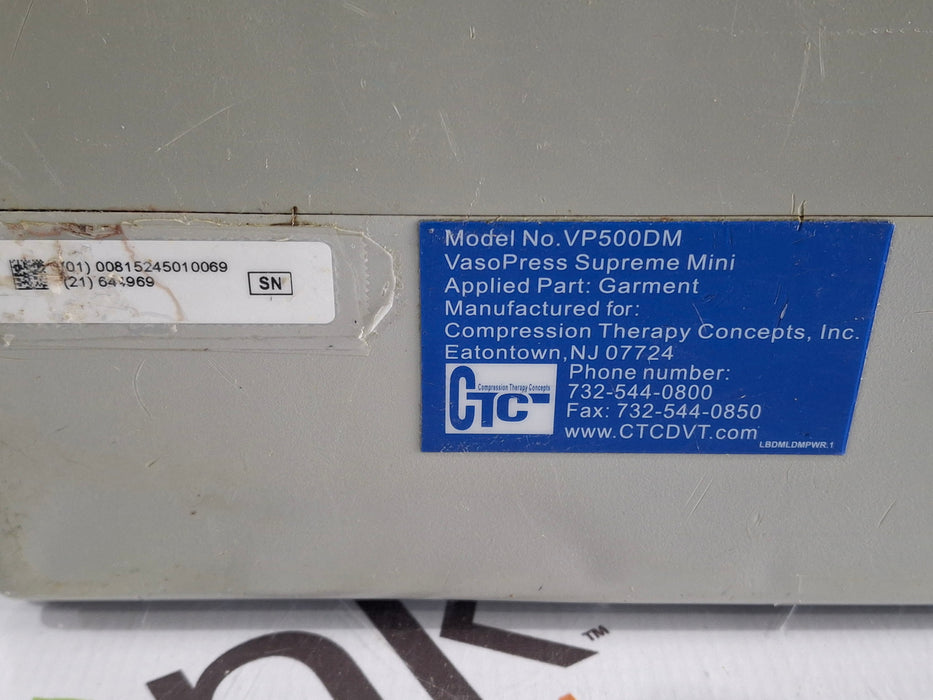 (01) 00815245010069
(21)
SN
Model No.VP500DM
VasoPress Supreme Mini
Applied Part: Garment
Manufactured for:
Compression Therapy Concepts, Inc.
Eatontown,NJ 07724
CTC
Compression Therapy Concepts
Phone number:
732-544-0800
Fax: 732-544-0850
www.CTCDVT.com
LBDMLDMPWR.1
TM